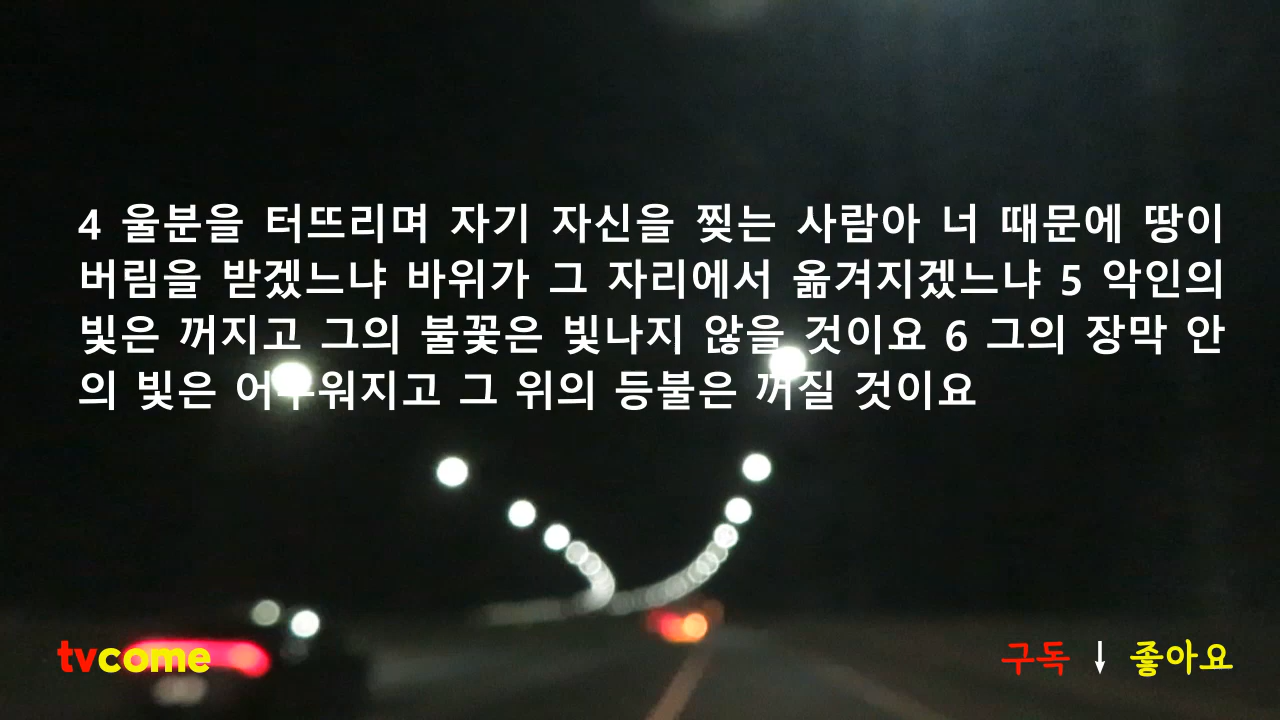 4 울분을 터뜨리며 자기 자신을 찢는 사람아 너 때문에 땅이
버림을 받겠느냐 바위가 그 자리에서 옮겨지겠느냐 5 악인의
빛은 꺼지고 그의 불꽃은 빛나지 않을 것이요 6 그의 장막 안
의 빛은 어두워지고 그 위의 등불은 꺼질 것이요
tvcome
구독 ↓ 좋아요